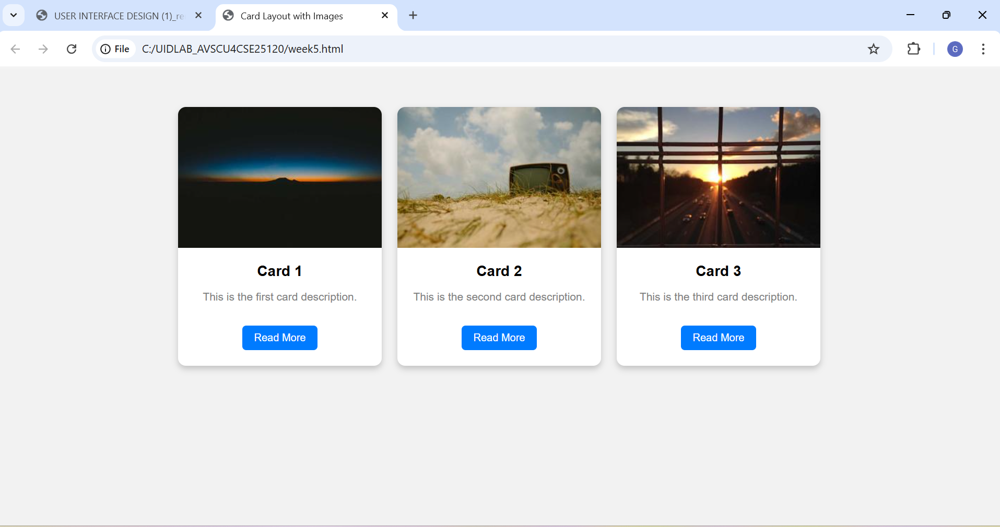 USER INTERFACE DESIGN (1)_re
Card Layout with Images
File
C:/UIDLAB_AVSCU4CSE25120/week5.html
G
Card 1
This is the first card description.
Read More
Card 2
This is the second card description.
Read More
Card 3
This is the third card description.
Read More